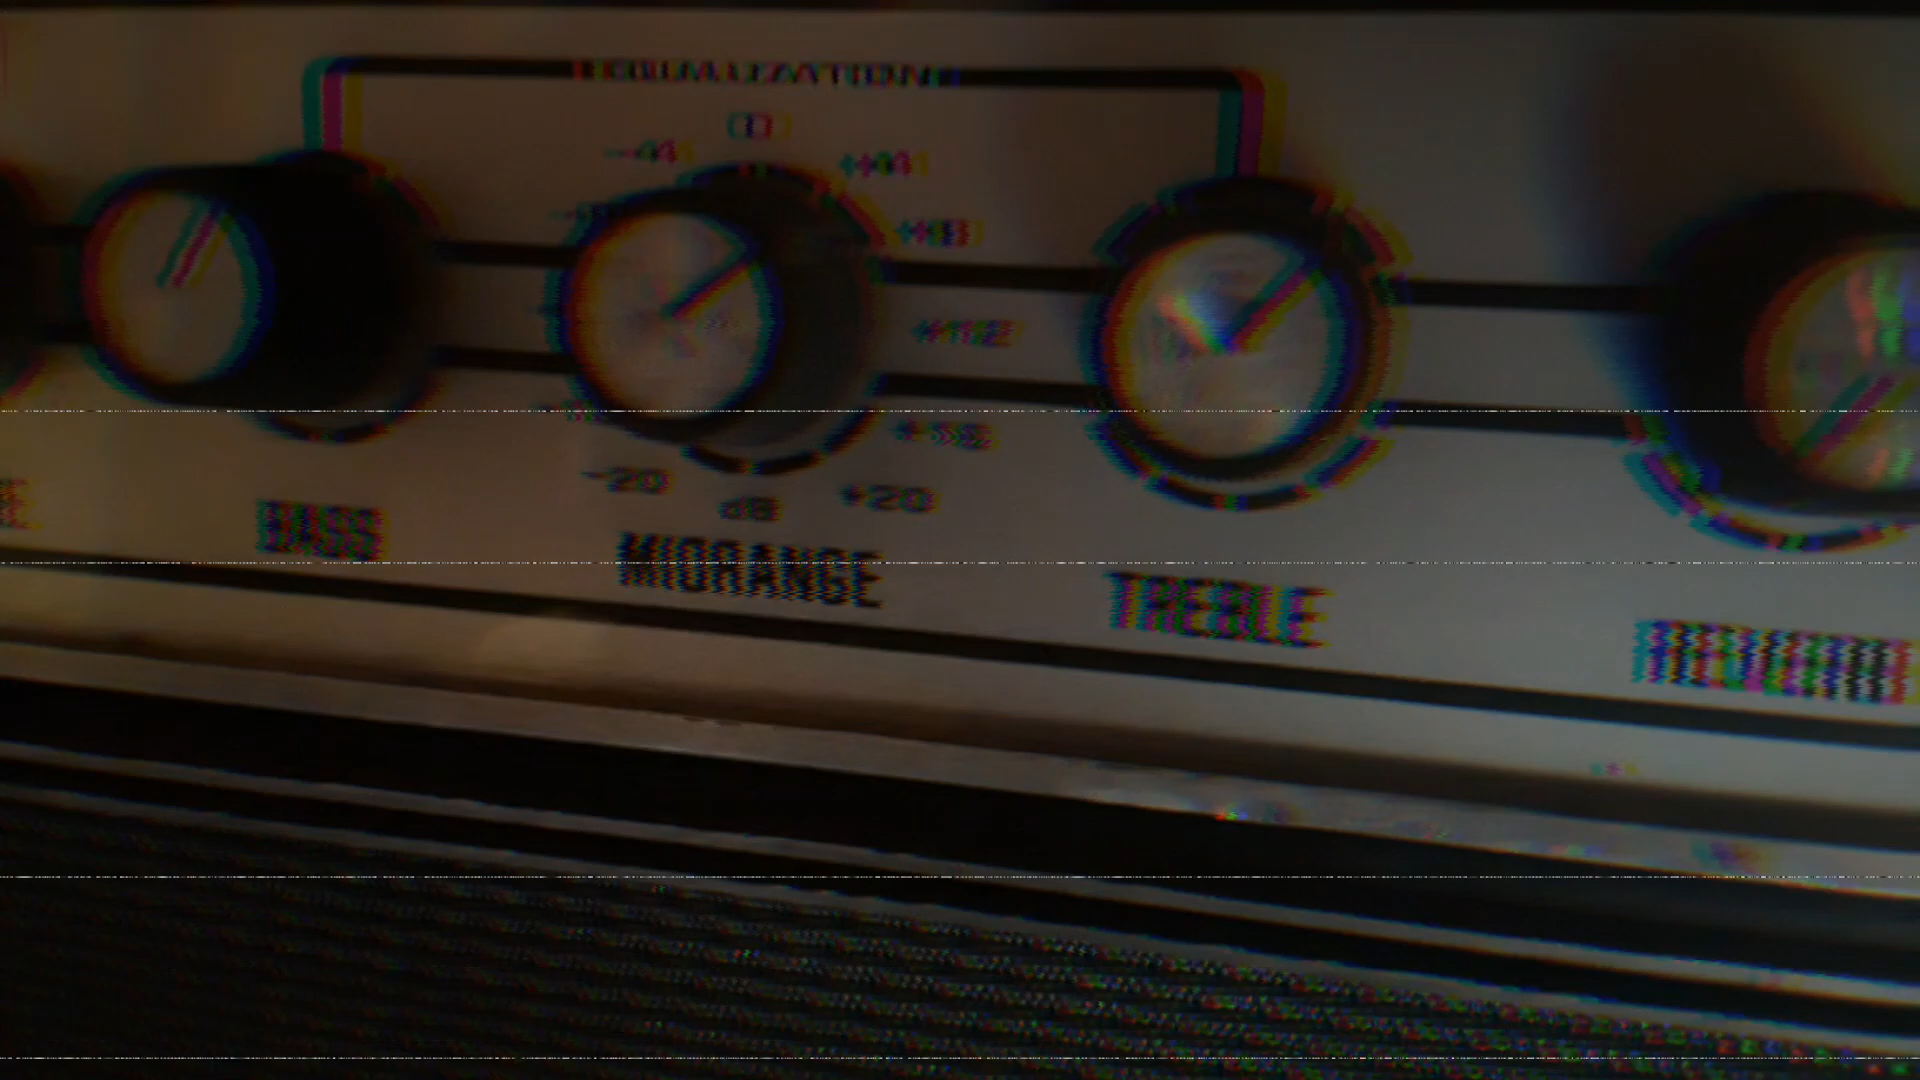 EQUALIZATION
0
-4 +4
+8
+12
+16
-20 +20
dB
BASS
MIDRANGE
TREBLE